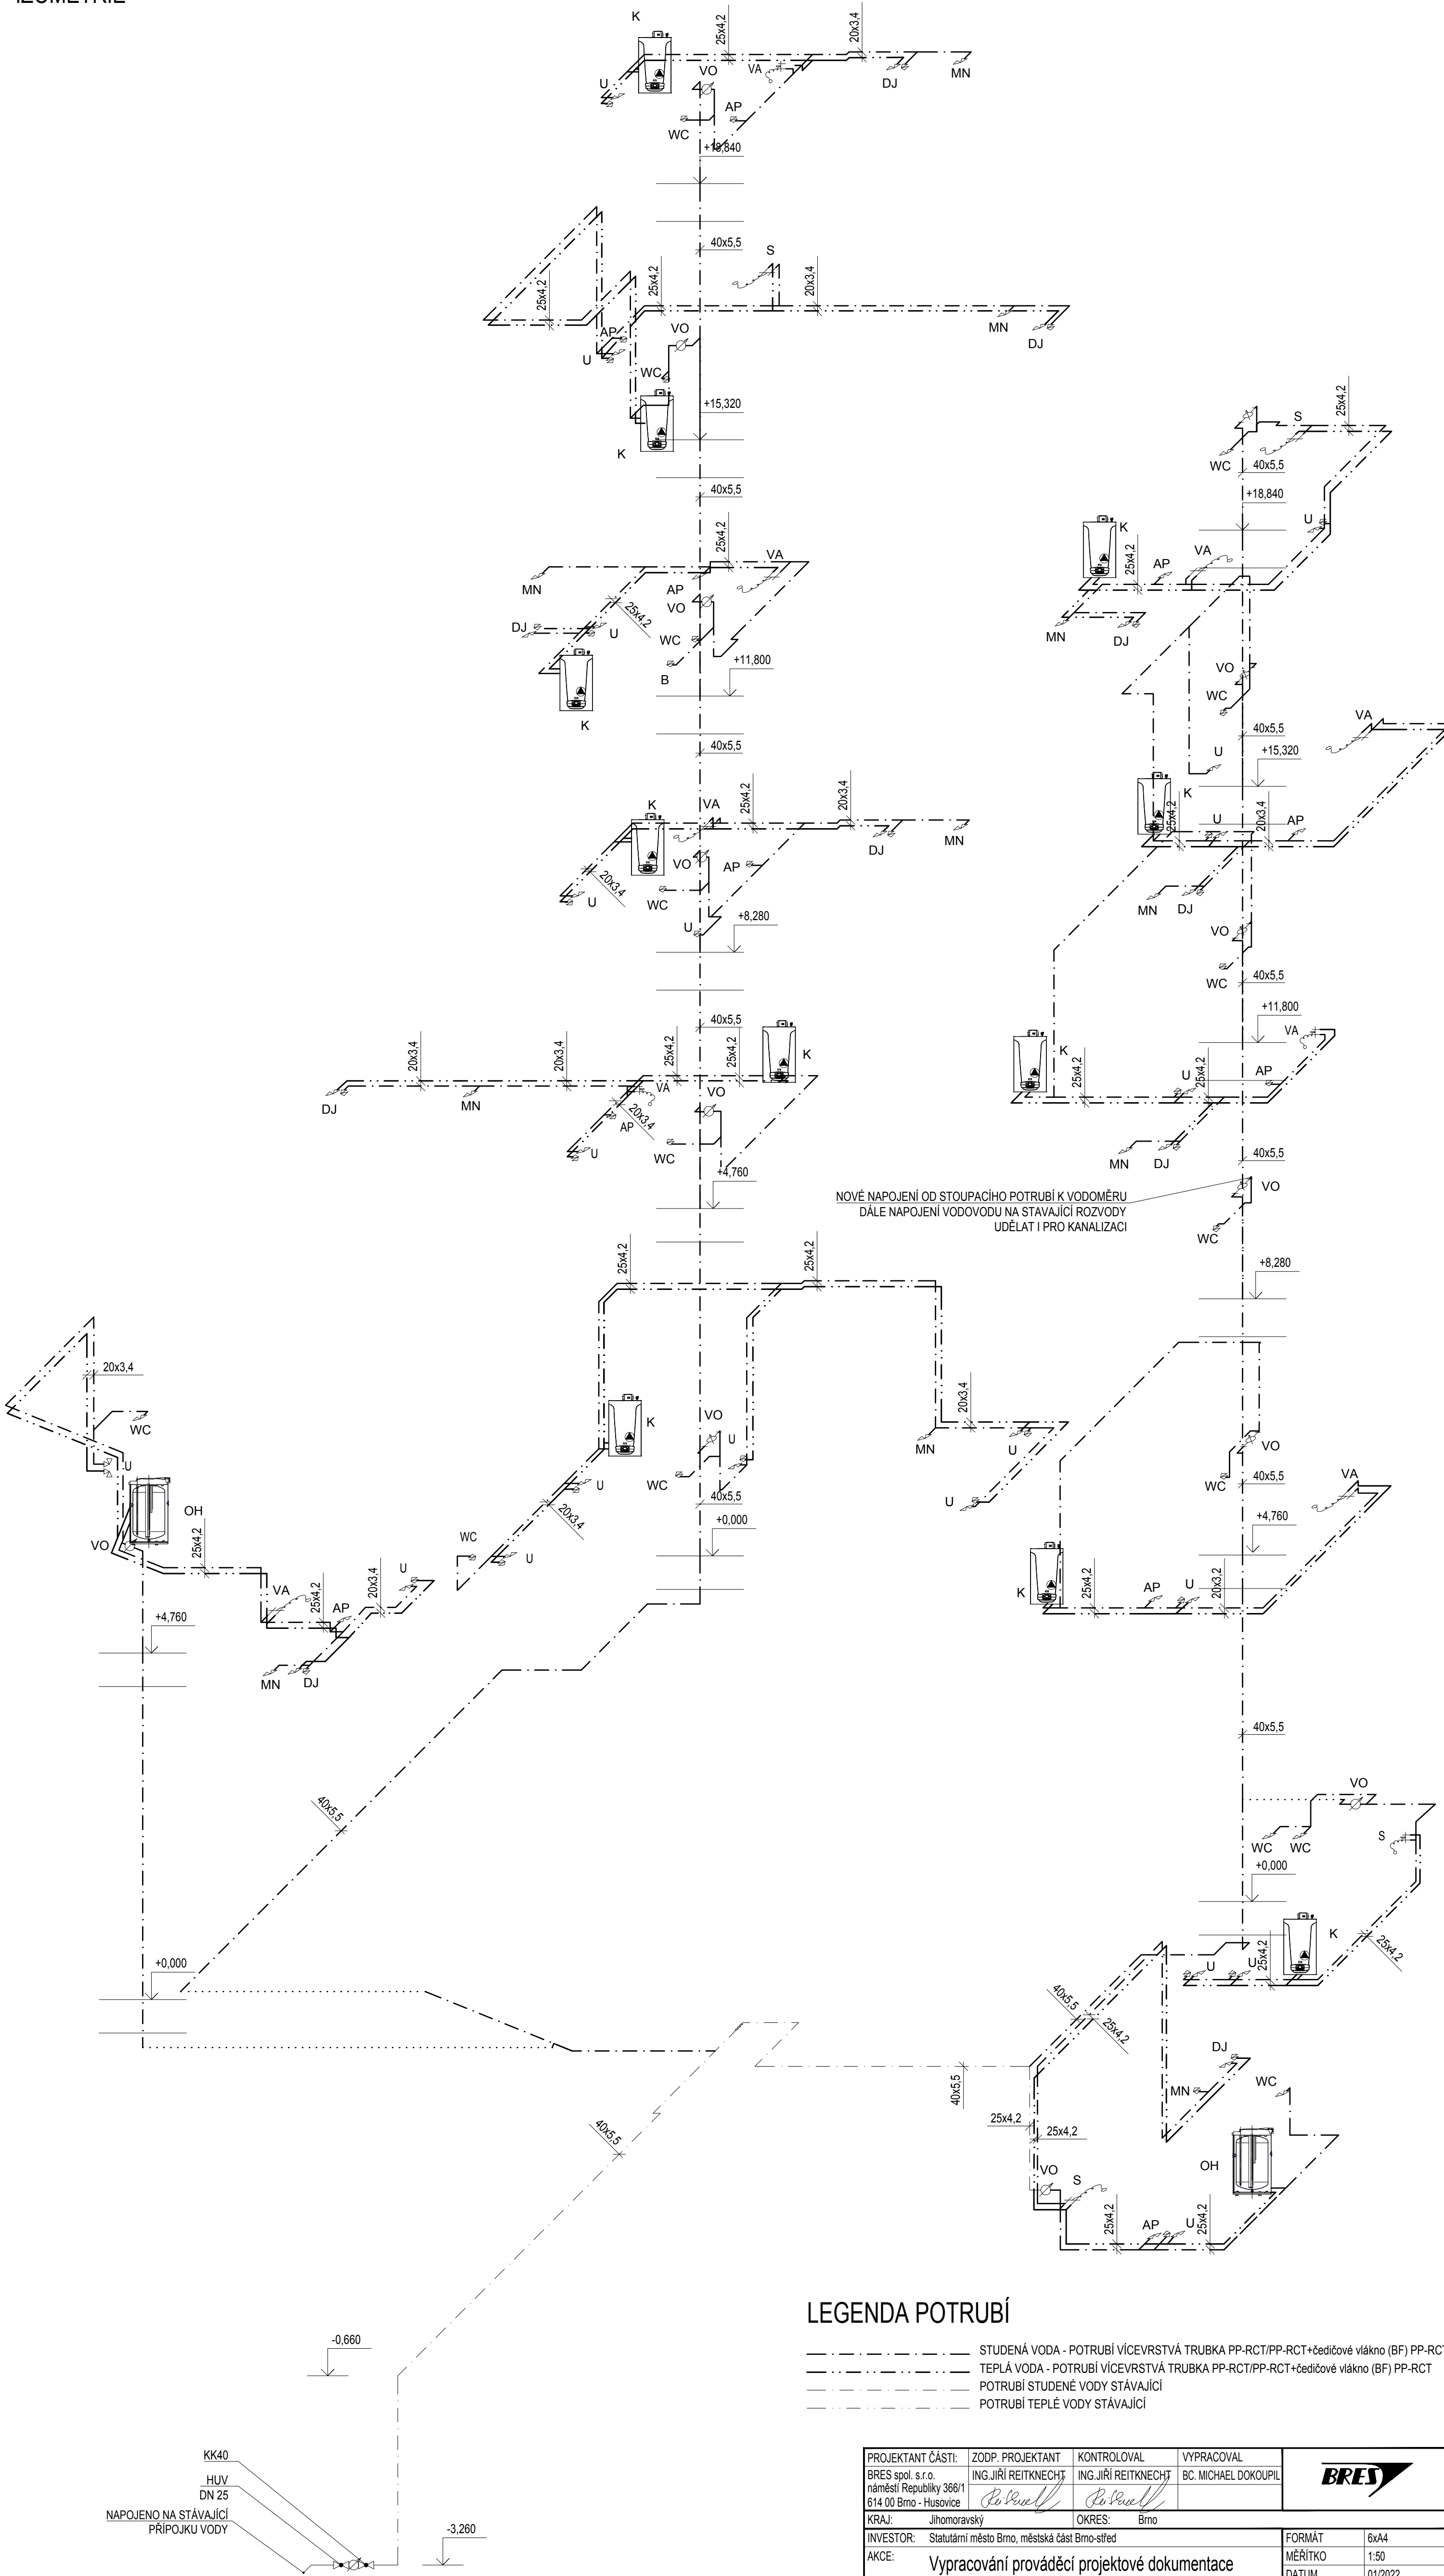 K
25x4,2
20x3,4
VO
VA
U
DJ
MN
AP
WC
+18,840
40x5,5
S
25x4,2
25x4,2
20x3,4
AP
VO
MN
U
DJ
WC
+15,320
K
40x5,5
25x4,2
VA
MN
AP
25x4,2
VO
DJ
U
WC
+11,800
B
K
40x5,5
K
VA
25x4,2
20x3,4
DJ
MN
VO
AP
20x3,4
U
WC
+8,280
U
40x5,5
20x3,4
20x3,4
25x4,2
25x4,2
K
DJ
MN
VA
VO
20x3,4
AP
U
WC
+4,760
S
25x4,2
WC
40x5,5
+18,840
U
K
VA
AP
25x4,2
MN
DJ
VO
WC
40x5,5
VA
U
+15,320
K
25x4,2
U
20x3,4
AP
MN
DJ
VO
WC
40x5,5
+11,800
VA
K
25x4,2
U
25x4,2
AP
MN
DJ
40x5,5
NOVÉ NAPOJENÍ OD STOUPACÍHO POTRUBÍ K VODOMĚRU
DÁLE NAPOJENÍ VODOVODU NA STAVAJÍCÍ ROZVODY
UDĚLAT I PRO KANALIZACI
VO
WC
+8,280
25x4,2
25x4,2
20x3,4
WC
U
OH
VO
25x4,2
VA
25x4,2
AP
20x3,4
U
+4,760
MN
DJ
K
VO
U
U
WC
20x3,4
40x5,5
WC
U
+0,000
20x3,4
MN
U
U
VO
WC
40x5,5
VA
+4,760
K
25x4,2
AP
U
20x3,2
40x5,5
40x5,5
VO
WC
WC
S
+0,000
K
25x4,2
25x4,2
U
U
+0,000
40x5,5
25x4,2
DJ
40x5,5
MN
WC
40x5,5
25x4,2
25x4,2
OH
VO
S
25x4,2
AP
U
25x4,2
LEGENDA POTRUBÍ
STUDENÁ VODA - POTRUBÍ VÍCEVRSTVÁ TRUBKA PP-RCT/PP-RCT+čedičové vlákno (BF) PP-RCT
TEPLÁ VODA - POTRUBÍ VÍCEVRSTVÁ TRUBKA PP-RCT/PP-RCT+čedičové vlákno (BF) PP-RCT
POTRUBÍ STUDENÉ VODY STÁVAJÍCÍ
POTRUBÍ TEPLÉ VODY STÁVAJÍCÍ
-0,660
KK40
HUV
DN 25
NAPOJENO NA STÁVAJÍCÍ
PŘÍPOJKU VODY
-3,260
PROJEKTANT ČÁSTI: ZODP. PROJEKTANT KONTROLOVAL VYPRACOVAL
BRES spol. s.r.o. ING.JIŘÍ REITKNECHT ING.JIŘÍ REITKNECHT BC. MICHAEL DOKOUPIL
náměstí Republiky 366/1
614 00 Brno - Husovice
BRES
KRAJ: Jihomoravský OKRES: Brno
INVESTOR: Statutární město Brno, městská část Brno-střed FORMÁT 6xA4
AKCE: Vypracování prováděcí projektové dokumentace MĚŘÍTKO 1:50
DATUM 01/2022